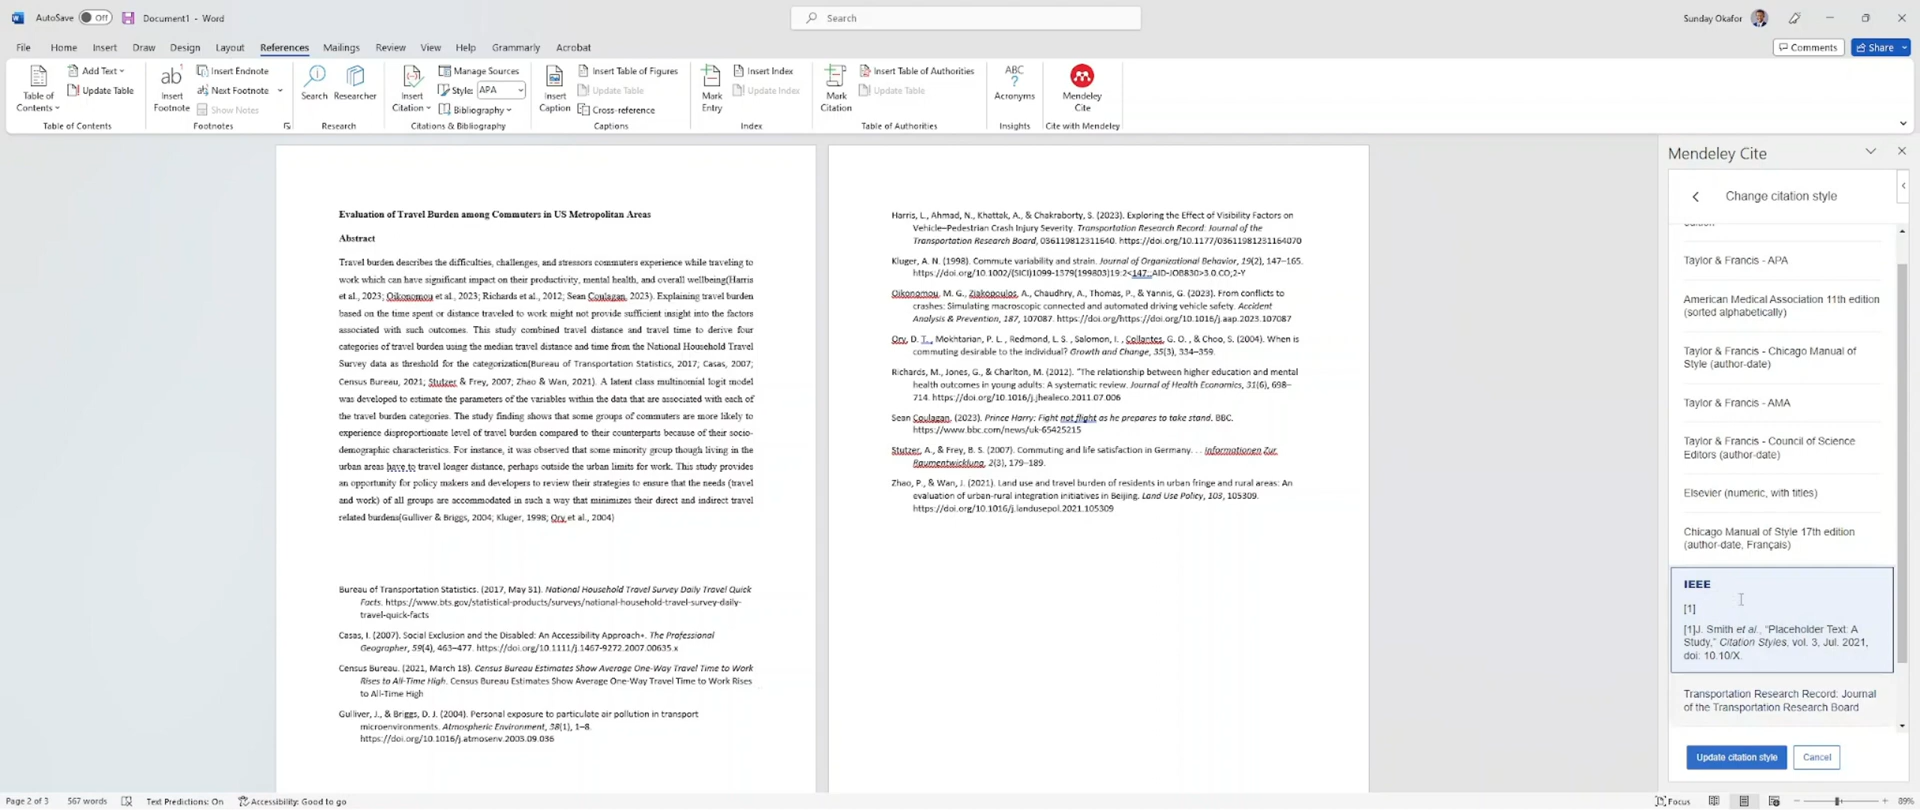 AutoSave Off Document1 - Word Search Sunday Okafor
File Home Insert Draw Design Layout References Mailings Review View Help Grammarly Acrobat Comments Share
Table of Contents
Add Text
Update Table
Table of Contents
ab¹
Insert Footnote
Insert Endnote
Next Footnote
Show Notes
Footnotes
Search Researcher
Research
Insert Citation
Manage Sources
Style: APA
Bibliography
Citations & Bibliography
Insert Caption
Insert Table of Figures
Update Table
Cross-reference
Captions
Mark Entry
Insert Index
Update Index
Index
Mark Citation
Insert Table of Authorities
Update Table
Table of Authorities
ABC
?
Acronyms
Insights
Mendeley Cite
Cite with Mendeley
Evaluation of Travel Burden among Commuters in US Metropolitan Areas
Abstract
Travel burden describes the difficulties, challenges, and stressors commuters experience while traveling to
work which can have significant impact on their productivity, mental health, and overall wellbeing(Harris
et al., 2023; Oikonomou et al., 2023; Richards et al., 2012; Sean Coulagan, 2023). Explaining travel burden
based on the time spent or distance traveled to work might not provide sufficient insight into the factors
associated with such outcomes. This study combined travel distance and travel time to derive four
categories of travel burden using the median travel distance and time from the National Household Travel
Survey data as threshold for the categorization(Bureau of Transportation Statistics, 2017; Casas, 2007;
Census Bureau, 2021; Stutzer & Frey, 2007; Zhao & Wan, 2021). A latent class multinomial logit model
was developed to estimate the parameters of the variables within the data that are associated with each of
the travel burden categories. The study finding shows that some groups of commuters are more likely to
experience disproportionate level of travel burden compared to their counterparts because of their socio-
demographic characteristics. For instance, it was observed that some minority group though living in the
urban areas have to travel longer distance, perhaps outside the urban limits for work. This study provides
an opportunity for policy makers and developers to review their strategies to ensure that the needs (travel
and work) of all groups are accommodated in such a way that minimizes their direct and indirect travel
related burdens(Gulliver & Briggs, 2004; Kluger, 1998; Ory et al., 2004)
Bureau of Transportation Statistics. (2017, May 31). National Household Travel Survey Daily Travel Quick
Facts. https://www.bts.gov/statistical-products/surveys/national-household-travel-survey-daily-
travel-quick-facts
Casas, I. (2007). Social Exclusion and the Disabled: An Accessibility Approach∗. The Professional
Geographer, 59(4), 463–477. https://doi.org/10.1111/j.1467-9272.2007.00635.x
Census Bureau. (2021, March 18). Census Bureau Estimates Show Average One-Way Travel Time to Work
Rises to All-Time High. Census Bureau Estimates Show Average One-Way Travel Time to Work Rises
to All-Time High
Gulliver, J., & Briggs, D. J. (2004). Personal exposure to particulate air pollution in transport
microenvironments. Atmospheric Environment, 38(1), 1–8.
https://doi.org/10.1016/j.atmosenv.2003.09.036
Harris, L., Ahmad, N., Khattak, A., & Chakraborty, S. (2023). Exploring the Effect of Visibility Factors on
Vehicle–Pedestrian Crash Injury Severity. Transportation Research Record: Journal of the
Transportation Research Board, 036119812311640. https://doi.org/10.1177/03611981231164070
Kluger, A. N. (1998). Commute variability and strain. Journal of Organizational Behavior, 19(2), 147–165.
https://doi.org/10.1002/(SICI)1099-1379(199803)19:2<147::AID-JOB830>3.0.CO;2-Y
Oikonomou, M. G., Ziakopoulos, A., Chaudhry, A., Thomas, P., & Yannis, G. (2023). From conflicts to
crashes: Simulating macroscopic connected and automated driving vehicle safety. Accident
Analysis & Prevention, 187, 107087. https://doi.org/https://doi.org/10.1016/j.aap.2023.107087
Ory, D. T. , Mokhtarian, P. L. , Redmond, L. S. , Salomon, I. , Collantes, G. O. , & Choo, S. (2004). When is
commuting desirable to the individual? Growth and Change, 35(3), 334–359.
Richards, M., Jones, G., & Charlton, M. (2012). "The relationship between higher education and mental
health outcomes in young adults: A systematic review. Journal of Health Economics, 31(6), 698–
714. https://doi.org/10.1016/j.jhealeco.2011.07.006
Sean Coulagan. (2023). Prince Harry: Fight not flight as he prepares to take stand. BBC.
https://www.bbc.com/news/uk-65425215
Stutzer, A., & Frey, B. S. (2007). Commuting and life satisfaction in Germany. . . Informationen Zur
Raumentwicklung, 2(3), 179–189.
Zhao, P., & Wan, J. (2021). Land use and travel burden of residents in urban fringe and rural areas: An
evaluation of urban-rural integration initiatives in Beijing. Land Use Policy, 103, 105309.
https://doi.org/10.1016/j.landusepol.2021.105309
Mendeley Cite
Change citation style
Taylor & Francis - APA
American Medical Association 11th edition
(sorted alphabetically)
Taylor & Francis - Chicago Manual of
Style (author-date)
Taylor & Francis - AMA
Taylor & Francis - Council of Science
Editors (author-date)
Elsevier (numeric, with titles)
Chicago Manual of Style 17th edition
(author-date, Français)
IEEE
[1]
[1]J. Smith et al., "Placeholder Text: A
Study," Citation Styles, vol. 3, Jul. 2021,
doi: 10.10/X.
Transportation Research Record: Journal
of the Transportation Research Board
Update citation style Cancel
Page 2 of 3 567 words Text Predictions: On Accessibility: Good to go Focus 89%